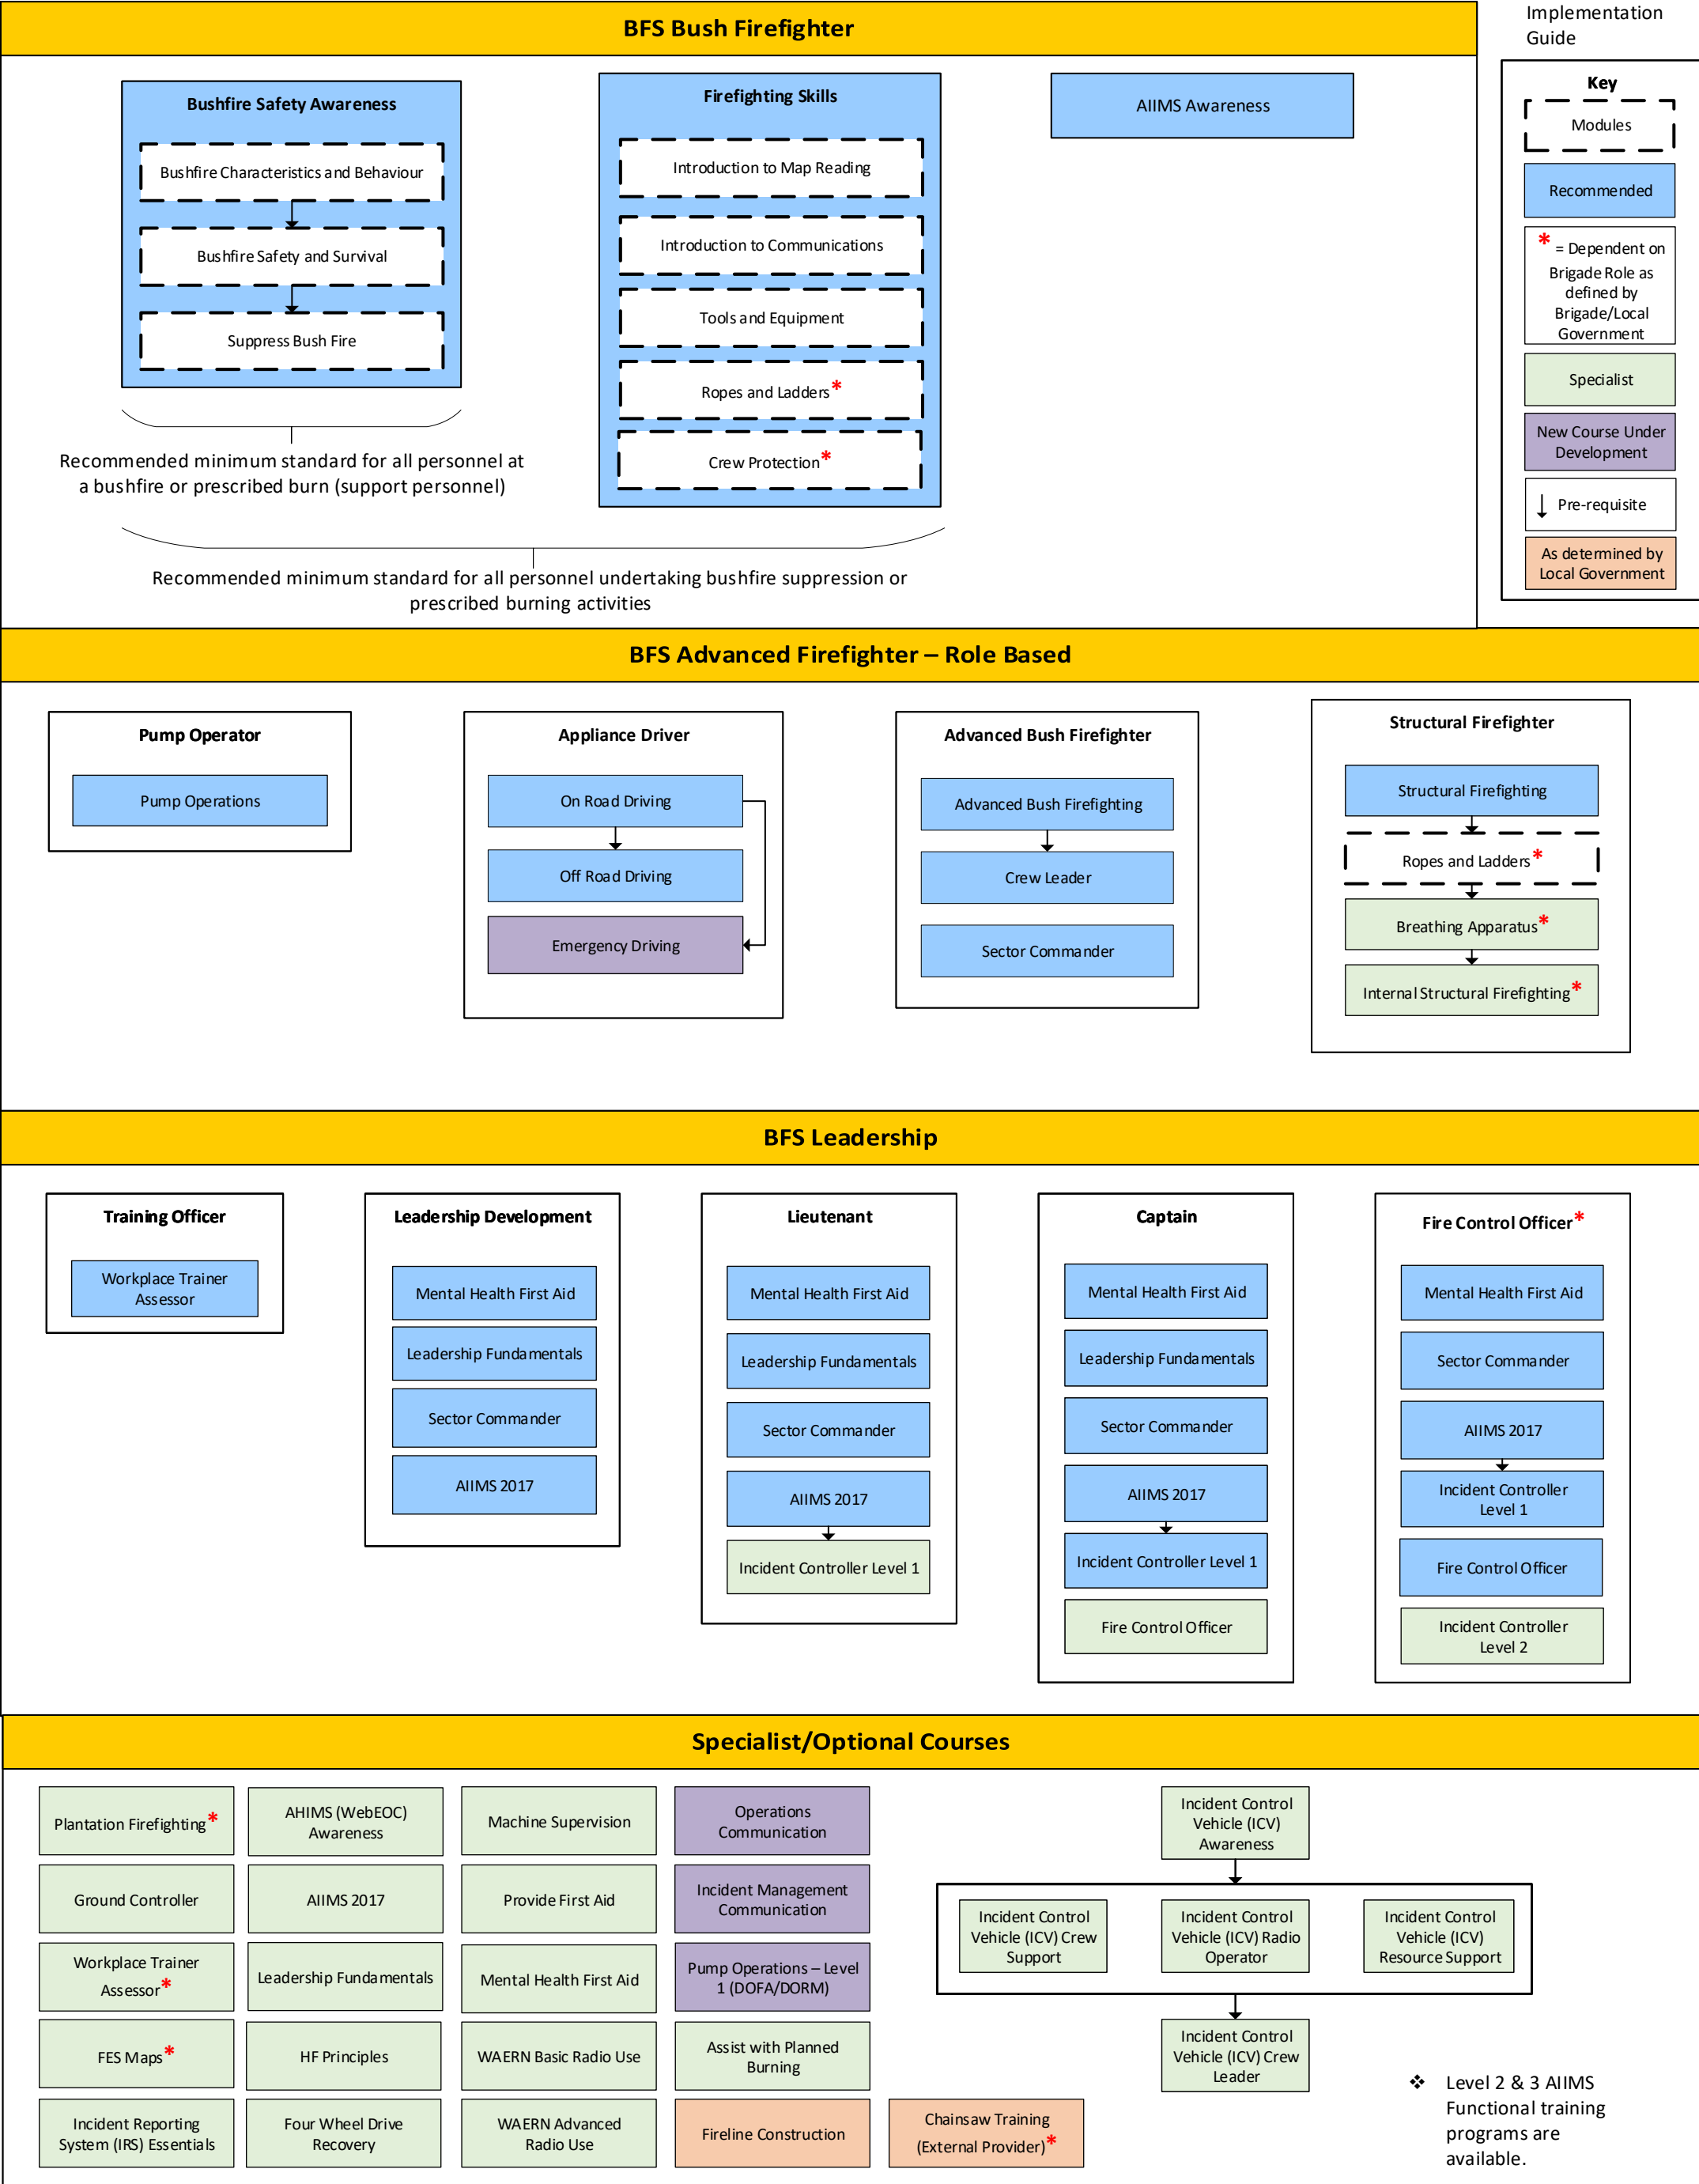 Implementation
Guide
BFS Bush Firefighter
Bushfire Safety Awareness
Bushfire Characteristics and Behaviour
Bushfire Safety and Survival
Suppress Bush Fire
Recommended minimum standard for all personnel at
a bushfire or prescribed burn (support personnel)
Firefighting Skills
Introduction to Map Reading
Introduction to Communications
Tools and Equipment
Ropes and Ladders*
Crew Protection*
Recommended minimum standard for all personnel undertaking bushfire suppression or
prescribed burning activities
AIIMS Awareness
Key
Modules
Recommended
* = Dependent on
Brigade Role as
defined by
Brigade/Local
Government
Specialist
New Course Under
Development
Pre-requisite
As determined by
Local Government
BFS Advanced Firefighter – Role Based
Pump Operator
Pump Operations
Appliance Driver
On Road Driving
Off Road Driving
Emergency Driving
Advanced Bush Firefighter
Advanced Bush Firefighting
Crew Leader
Sector Commander
Structural Firefighter
Structural Firefighting
Ropes and Ladders*
Breathing Apparatus*
Internal Structural Firefighting*
BFS Leadership
Training Officer
Workplace Trainer
Assessor
Leadership Development
Mental Health First Aid
Leadership Fundamentals
Sector Commander
AIIMS 2017
Lieutenant
Mental Health First Aid
Leadership Fundamentals
Sector Commander
AIIMS 2017
Incident Controller Level 1
Captain
Mental Health First Aid
Leadership Fundamentals
Sector Commander
AIIMS 2017
Incident Controller Level 1
Fire Control Officer
Fire Control Officer*
Mental Health First Aid
Sector Commander
AIIMS 2017
Incident Controller
Level 1
Fire Control Officer
Incident Controller
Level 2
Specialist/Optional Courses
Plantation Firefighting*
Ground Controller
Workplace Trainer
Assessor*
FES Maps*
Incident Reporting
System (IRS) Essentials
AHIMS (WebEOC)
Awareness
AIIMS 2017
Leadership Fundamentals
HF Principles
Four Wheel Drive
Recovery
Machine Supervision
Provide First Aid
Mental Health First Aid
WAERN Basic Radio Use
WAERN Advanced
Radio Use
Operations
Communication
Incident Management
Communication
Pump Operations – Level
1 (DOFA/DORM)
Assist with Planned
Burning
Fireline Construction
Chainsaw Training
(External Provider)*
Incident Control
Vehicle (ICV)
Awareness
Incident Control
Vehicle (ICV) Crew
Support
Incident Control
Vehicle (ICV) Radio
Operator
Incident Control
Vehicle (ICV)
Resource Support
Incident Control
Vehicle (ICV) Crew
Leader
❖ Level 2 & 3 AIIMS
Functional training
programs are
available.